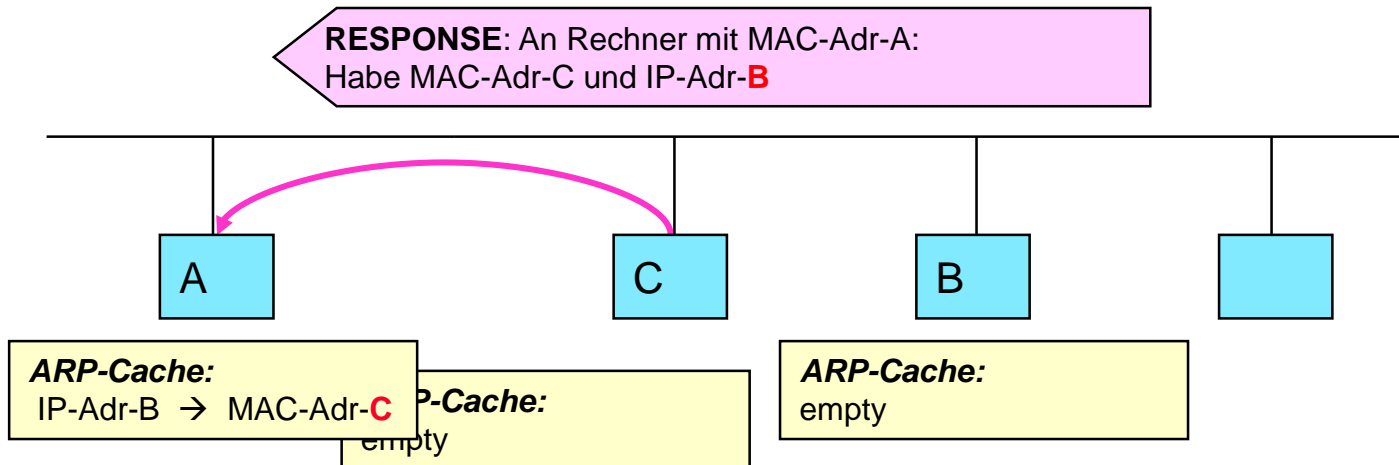 RESPONSE: An Rechner mit MAC-Adr-A:
Habe MAC-Adr-C und IP-Adr-B
A
C
B
ARP-Cache:
IP-Adr-B → MAC-Adr-C
P-Cache:
empty
ARP-Cache:
empty